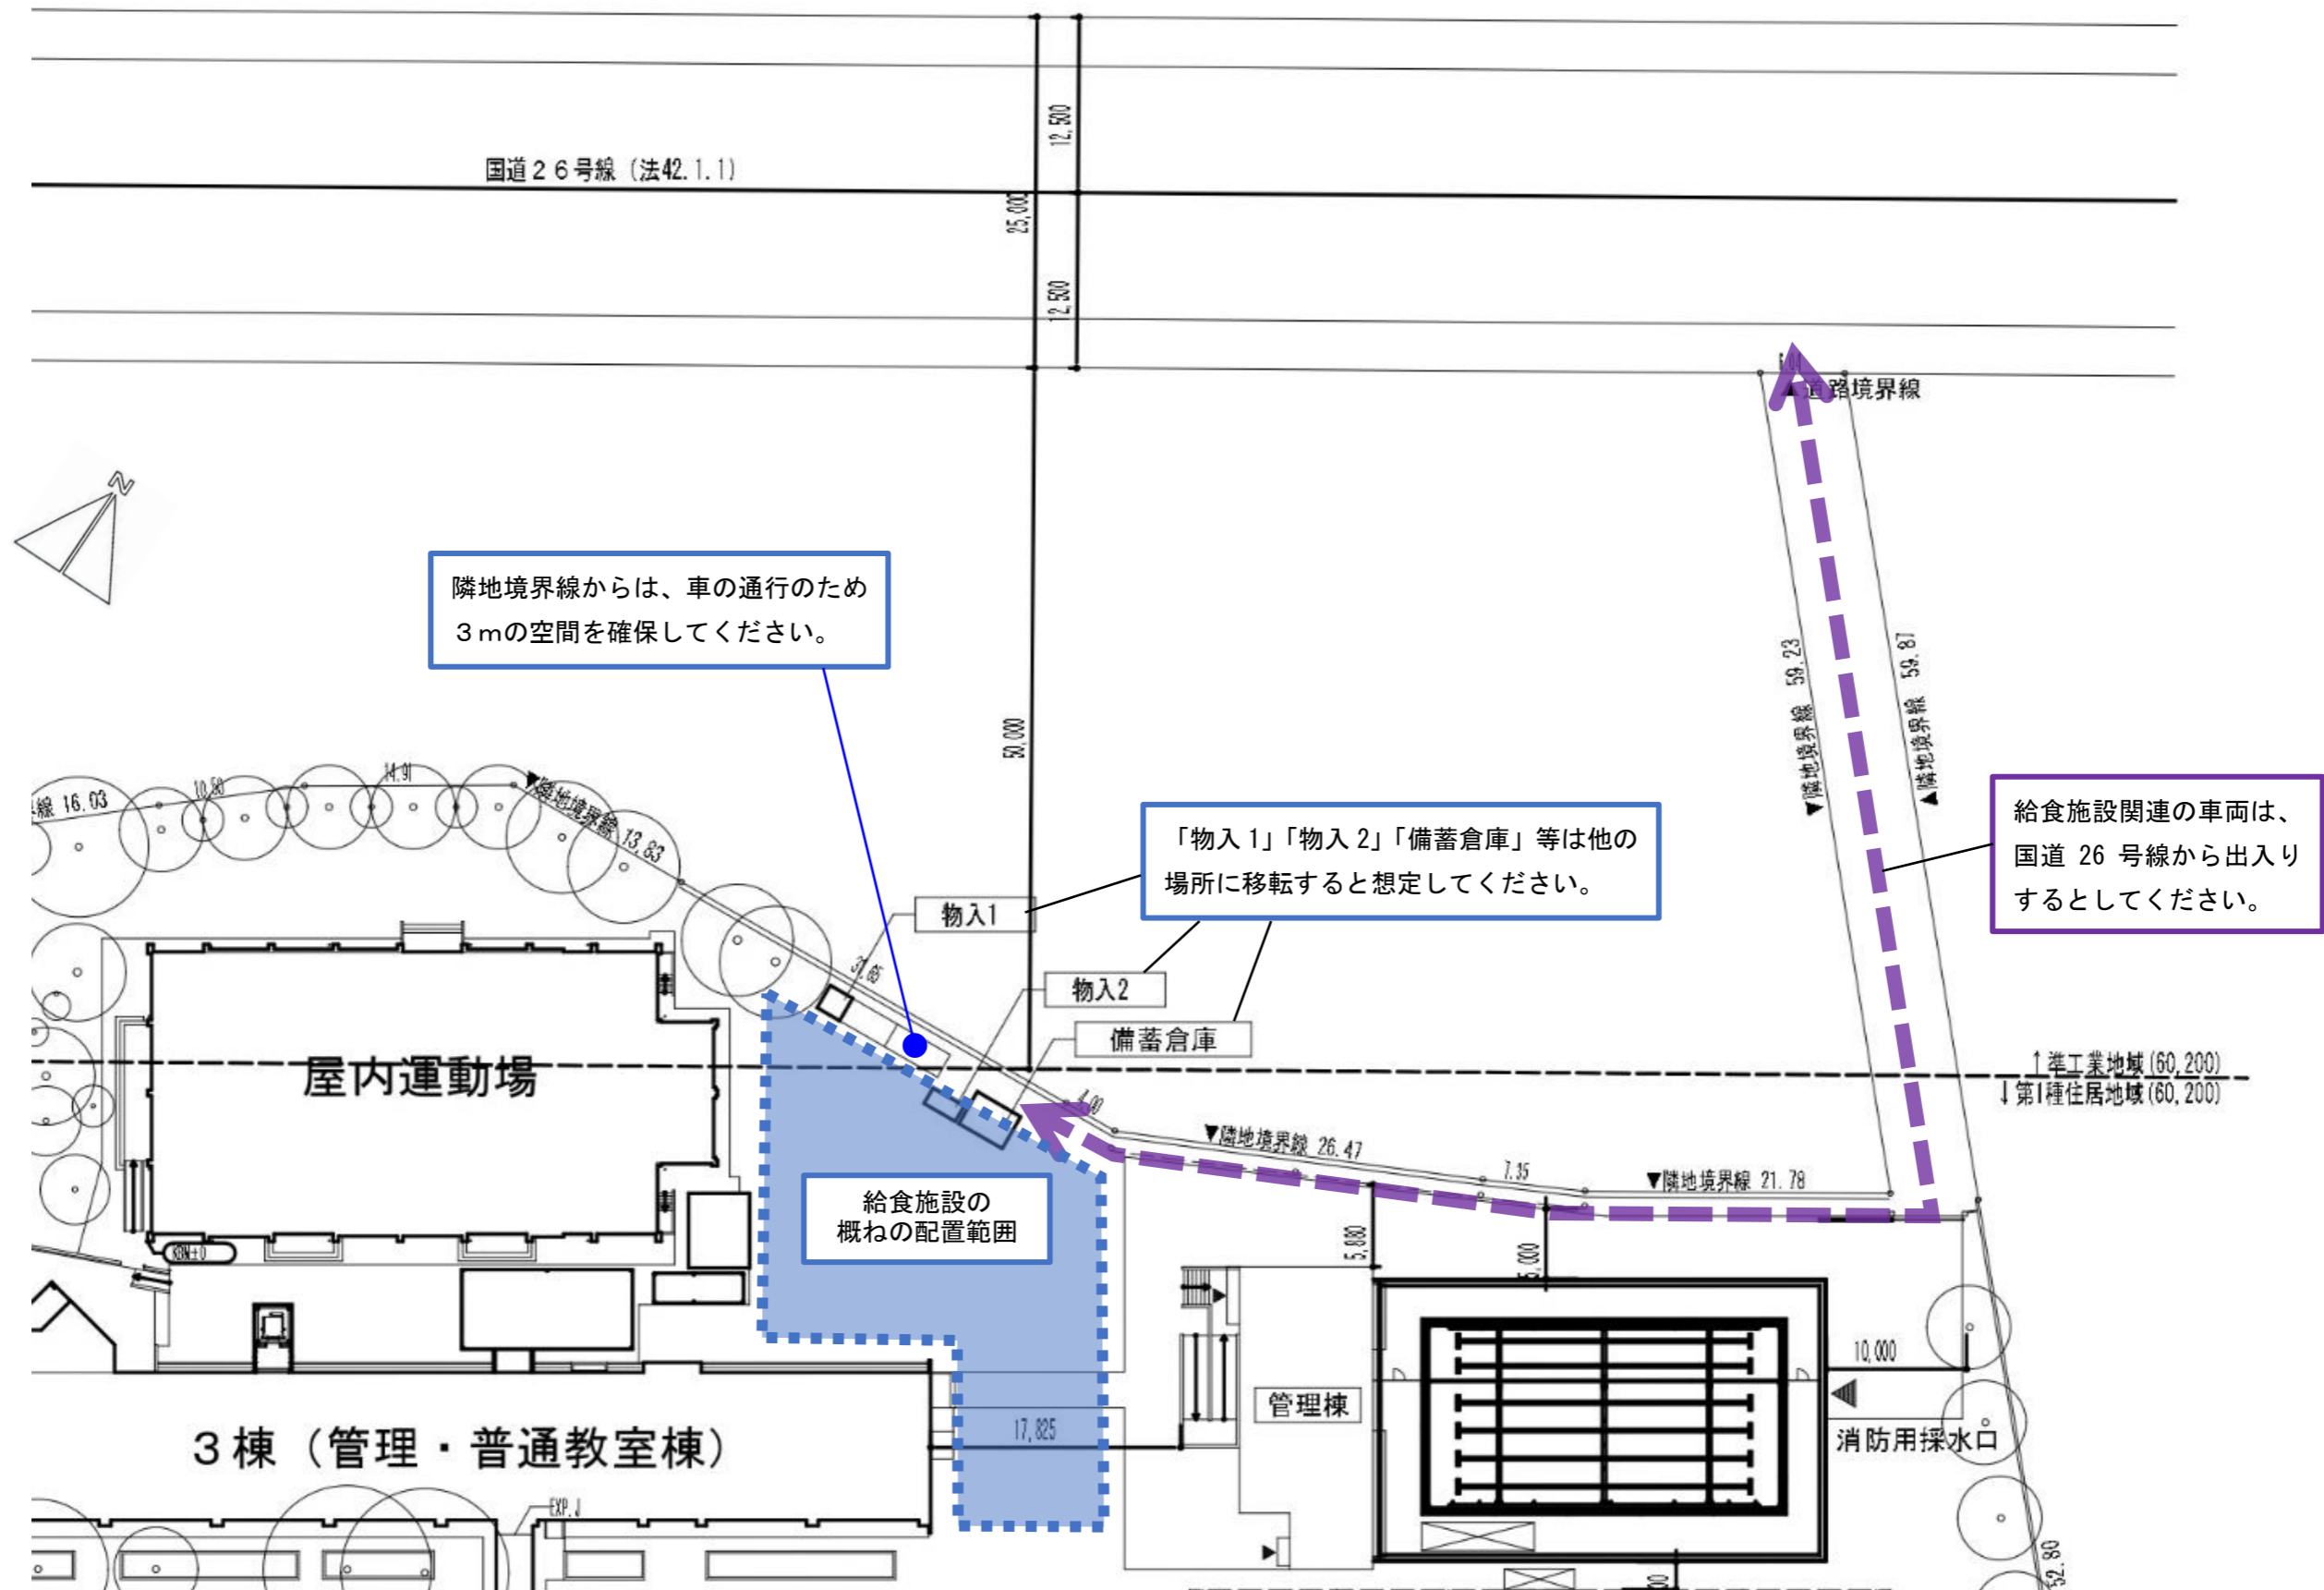 12,500
国道２６号線（法42.1.1）
25,000
12,500
▲道路境界線
N
隣地境界線からは、車の通行のため
３ｍの空間を確保してください。
▼隣地境界線 59.23
▲隣地境界線 59.87
50,000
線 16.03
10.50
14.91
▼隣地境界線 13.83
「物入1」「物入2」「備蓄倉庫」等は他の
場所に移転すると想定してください。
給食施設関連の車両は、
国道 26 号線から出入り
するとしてください。
物入1
31.65
物入2
備蓄倉庫
屋内運動場
↑準工業地域(60,200)
↓第1種住居地域(60,200)
4.00
▼隣地境界線 26.47
7.35
▼隣地境界線 21.78
給食施設の
概ねの配置範囲
5,880
5,000
10,000
管理棟
消防用採水口
３棟（管理・普通教室棟）
17,825
EXP.J
52.80